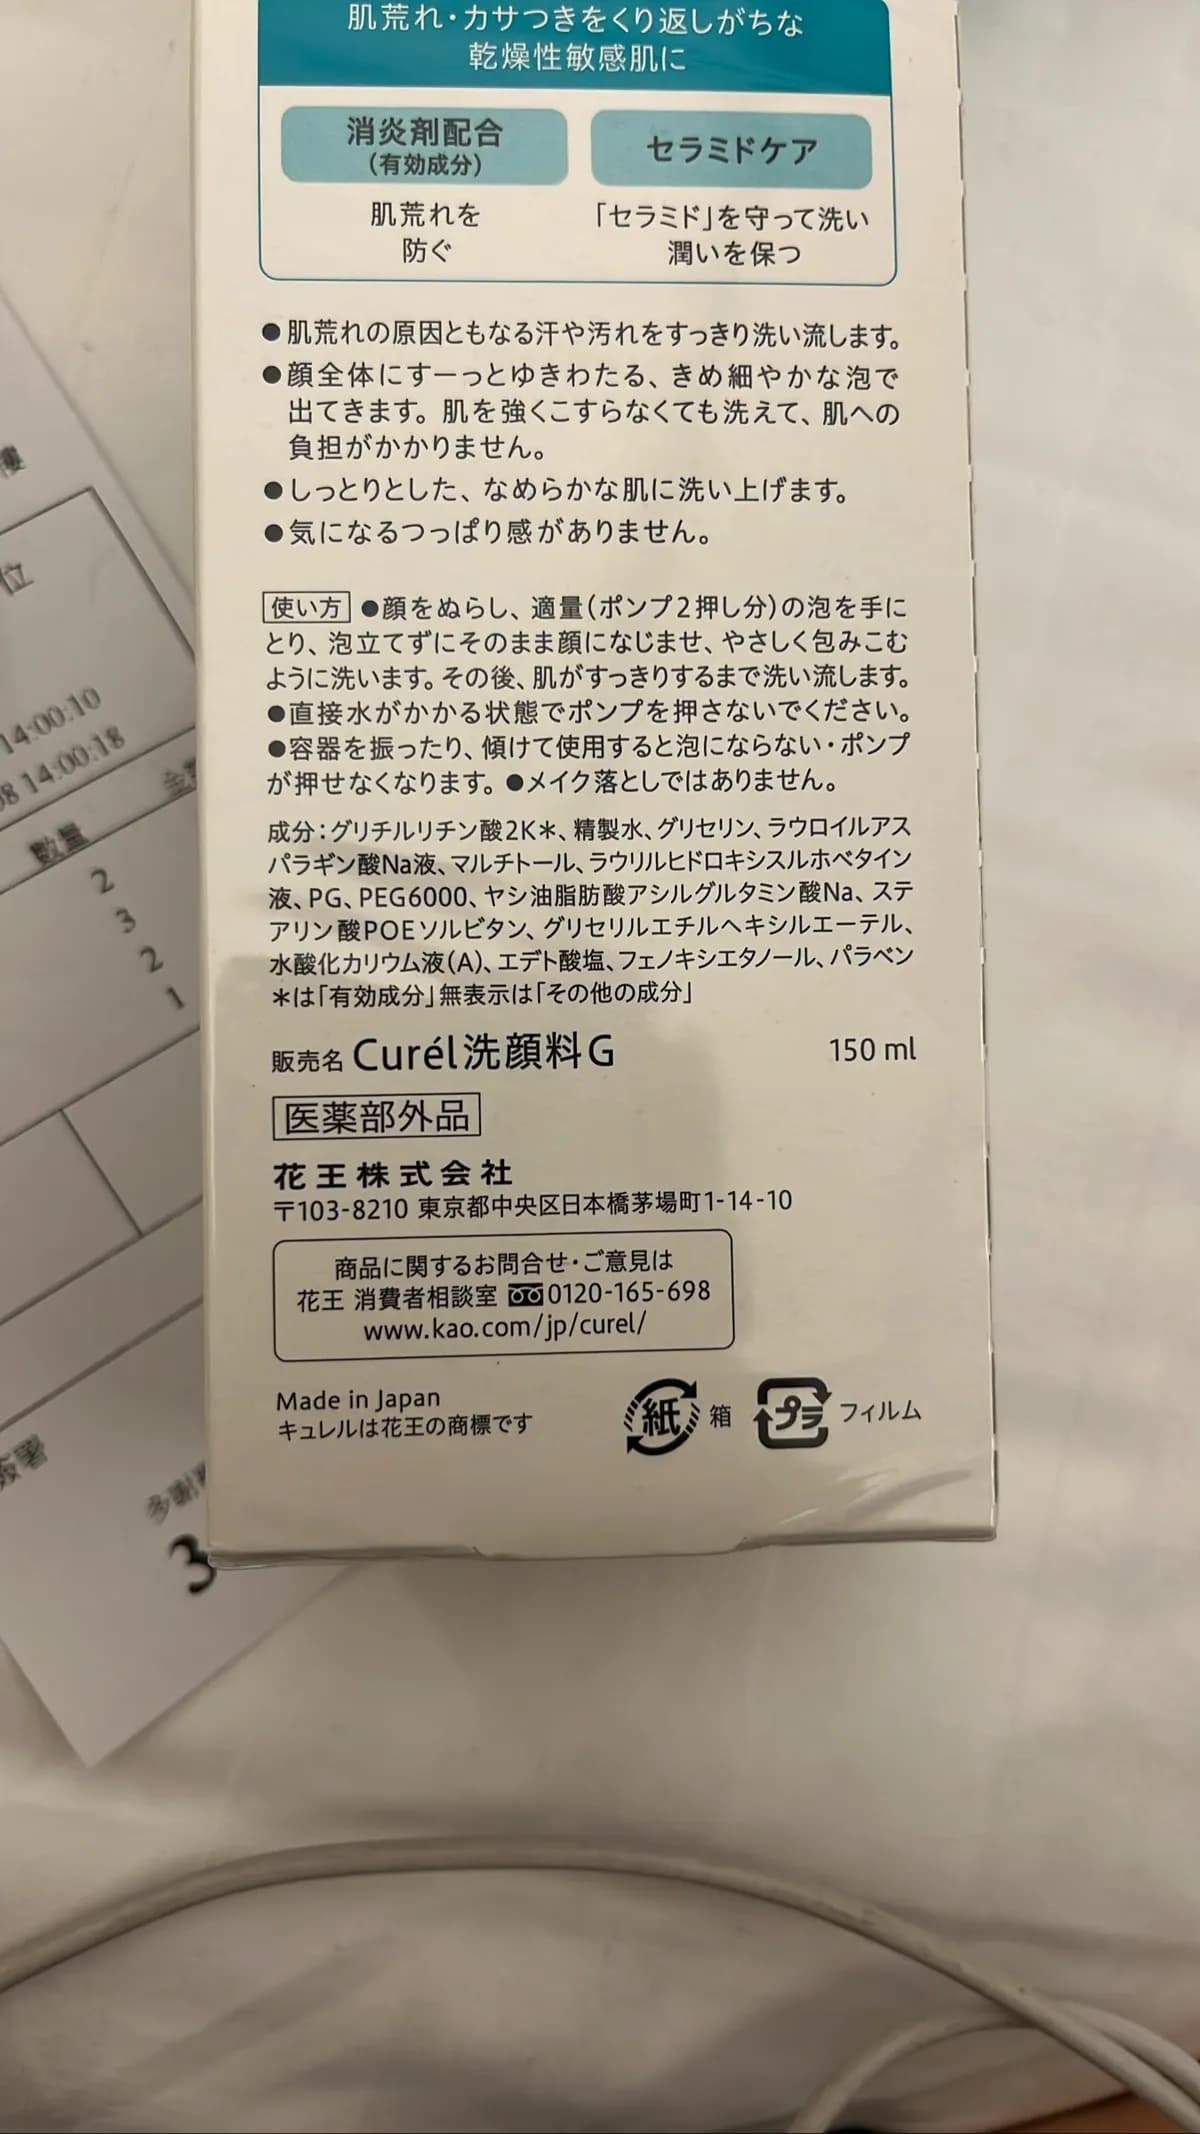 肌荒れ・カサつきをくり返しがちな
乾燥性敏感肌に
消炎剤配合
(有効成分)
セラミドケア
肌荒れを
防ぐ
「セラミド」を守って洗い
潤いを保つ
●肌荒れの原因ともなる汗や汚れをすっきり洗い流します。
●顔全体にすーっとゆきわたる、きめ細やかな泡で
出てきます。肌を強くこすらなくても洗えて、肌への
負担がかかりません。
●しっとりとした、なめらかな肌に洗い上げます。
●気になるつっぱり感がありません。
使い方 ●顔をぬらし、適量(ポンプ2押し分)の泡を手に
とり、泡立てずにそのまま顔になじませ、やさしく包みこむ
ように洗います。その後、肌がすっきりするまで洗い流します。
●直接水がかかる状態でポンプを押さないでください。
●容器を振ったり、傾けて使用すると泡にならない・ポンプ
が押せなくなります。●メイク落としではありません。
成分:グリチルリチン酸2K*、精製水、グリセリン、ラウロイルアス
パラギン酸Na液、マルチトール、ラウリルヒドロキシスルホベタイン
液、PG、PEG6000、ヤシ油脂肪酸アシルグルタミン酸Na、ステ
アリン酸POEソルビタン、グリセリルエチルヘキシルエーテル、
水酸化カリウム液(A)、エデト酸塩、フェノキシエタノール、パラベン
*は「有効成分」無表示は「その他の成分」
販売名 Curél洗顔料G 150 ml
医薬部外品
花王株式会社
〒103-8210 東京都中央区日本橋茅場町1-14-10
商品に関するお問合せ・ご意見は
花王 消費者相談室 0120-165-698
www.kao.com/jp/curel/
Made in Japan
キュレルは花王の商標です
紙 箱 プラ フィルム
樓
位
14:00:10
08 14:00:18
數量
2
3
2
1
多謝
3